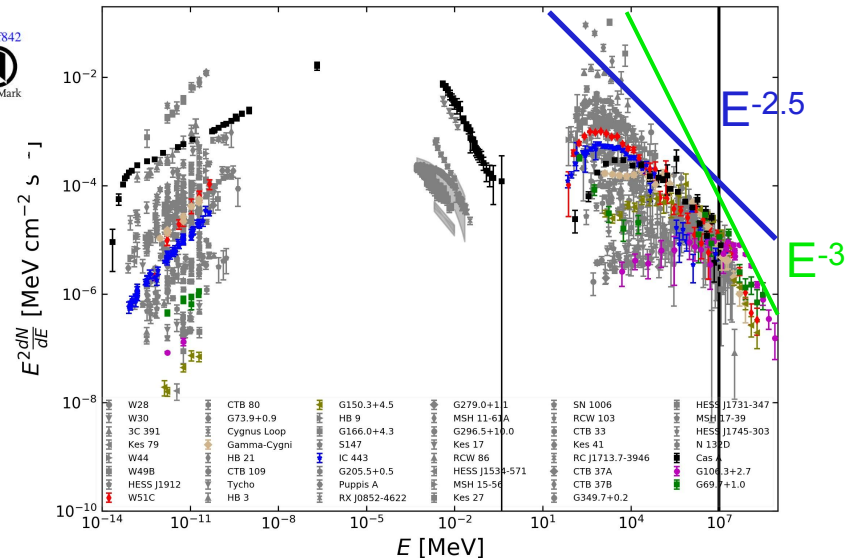 f842
Mark
E^2 dN/dE [MeV cm^−2 s^−1]
10^−2
10^−4
10^−6
10^−8
10^−10
E^-2.5
E^-3
W28
W30
3C 391
Kes 79
W44
W49B
HESS J1912
W51C
CTB 80
G73.9+0.9
Cygnus Loop
Gamma-Cygni
HB 21
CTB 109
Tycho
HB 3
G150.3+4.5
HB 9
G166.0+4.3
S147
IC 443
G205.5+0.5
Puppis A
RX J0852-4622
G279.0+1.1
MSH 11-61A
G296.5+10.0
Kes 17
RCW 86
HESS J1534-571
MSH 15-56
Kes 27
SN 1006
RCW 103
CTB 33
Kes 41
RC J1713.7-3946
CTB 37A
CTB 37B
G349.7+0.2
HESS J1731-347
MSH 17-39
HESS J1745-303
N 132D
Cas A
G106.3+2.7
G69.7+1.0
10^−14 10^−11 10^−8 10^−5 10^−2 10^1 10^4 10^7
E [MeV]